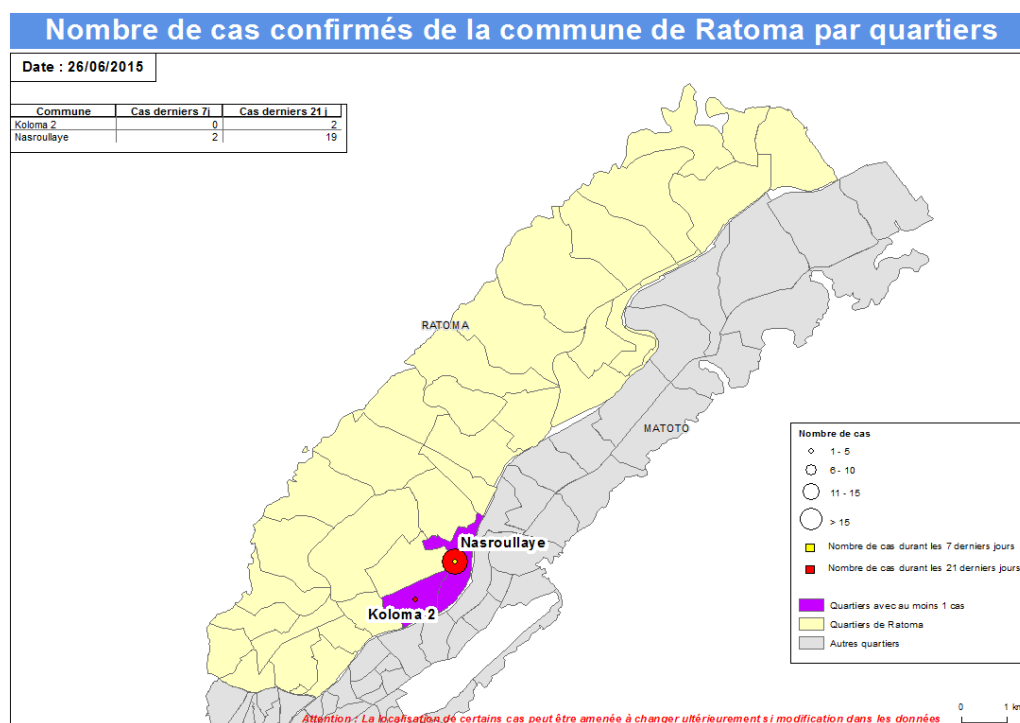 Nombre de cas confirmés de la commune de Ratoma par quartiers
Date : 26/06/2015
Commune Cas derniers 7j Cas derniers 21 j
Koloma 2 0 2
Nasroullaye 2 19
RATOMA
MATOTO
Nasroullaye
Koloma 2
Nombre de cas
1 - 5
6 - 10
11 - 15
> 15
Nombre de cas durant les 7 derniers jours
Nombre de cas durant les 21 derniers jours
Quartiers avec au moins 1 cas
Quartiers de Ratoma
Autres quartiers
0 1 km
Attention : La localisation de certains cas peut être amenée à changer ultérieurement si modification dans les données